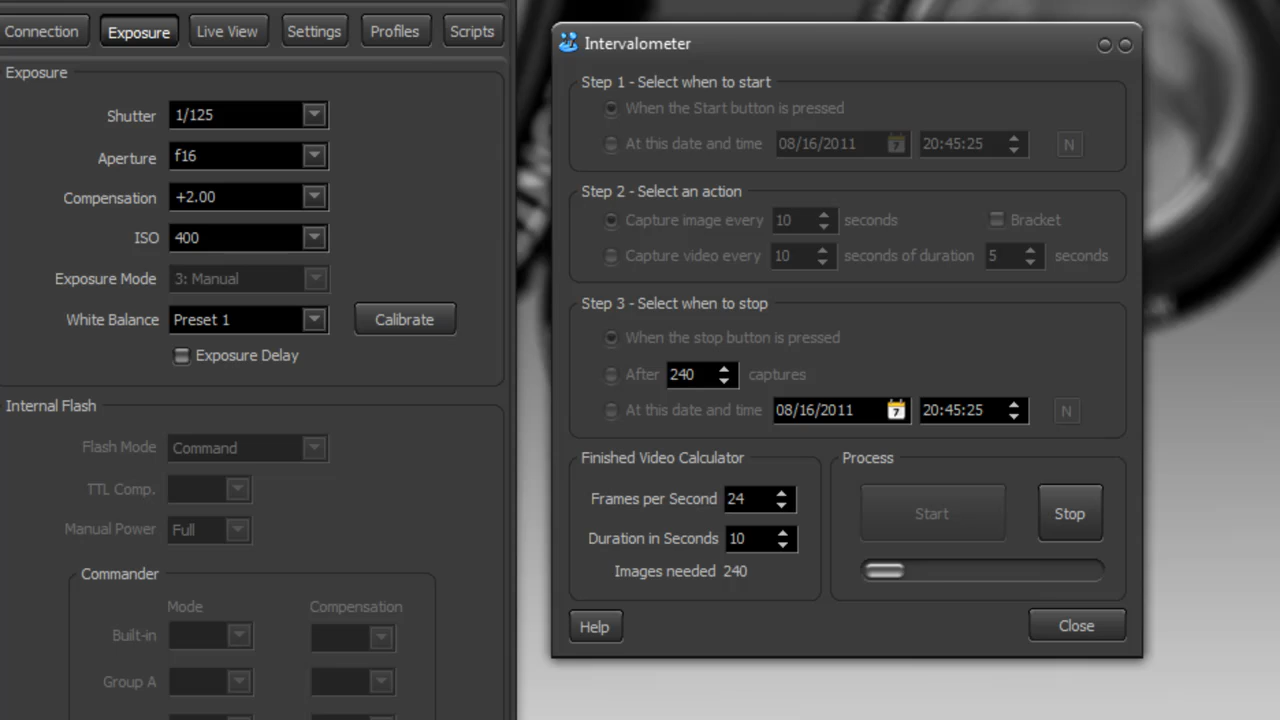 Connection Exposure Live View Settings Profiles Scripts
Exposure
Shutter 1/125
Aperture f16
Compensation +2.00
ISO 400
Exposure Mode 3: Manual
White Balance Preset 1 Calibrate
Exposure Delay
Internal Flash
Flash Mode Command
TTL Comp.
Manual Power Full
Commander
Mode Compensation
Built-in
Group A
Intervalometer
Step 1 - Select when to start
When the Start button is pressed
At this date and time 08/16/2011 7 20:45:25 N
Step 2 - Select an action
Capture image every 10 seconds Bracket
Capture video every 10 seconds of duration 5 seconds
Step 3 - Select when to stop
When the stop button is pressed
After 240 captures
At this date and time 08/16/2011 7 20:45:25 N
Finished Video Calculator
Frames per Second 24
Duration in Seconds 10
Images needed 240
Process
Start Stop
Help Close